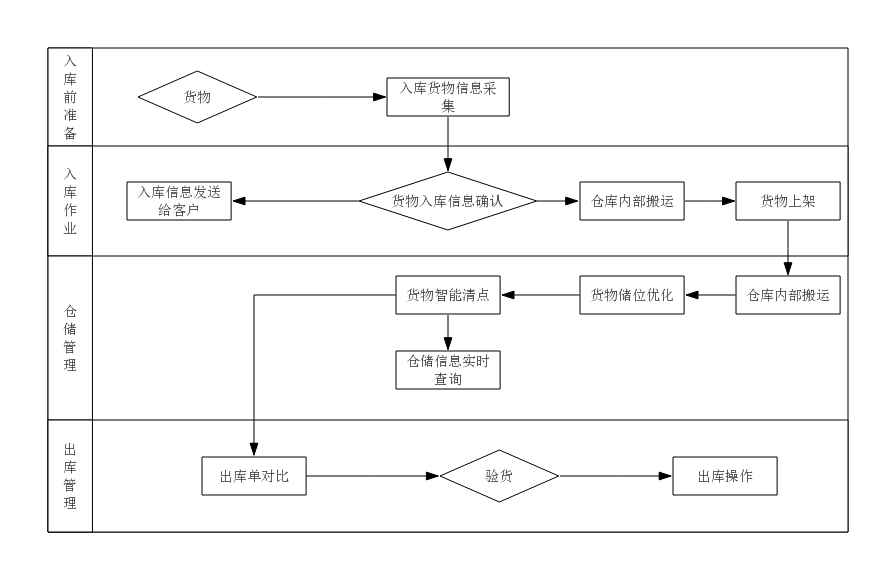 入库前准备
货物
入库货物信息采
集
入库作业
入库信息发送
给客户
货物入库信息确认
仓库内部搬运
货物上架
仓储管理
货物智能清点
货物储位优化
仓库内部搬运
仓储信息实时
查询
出库管理
出库单对比
验货
出库操作